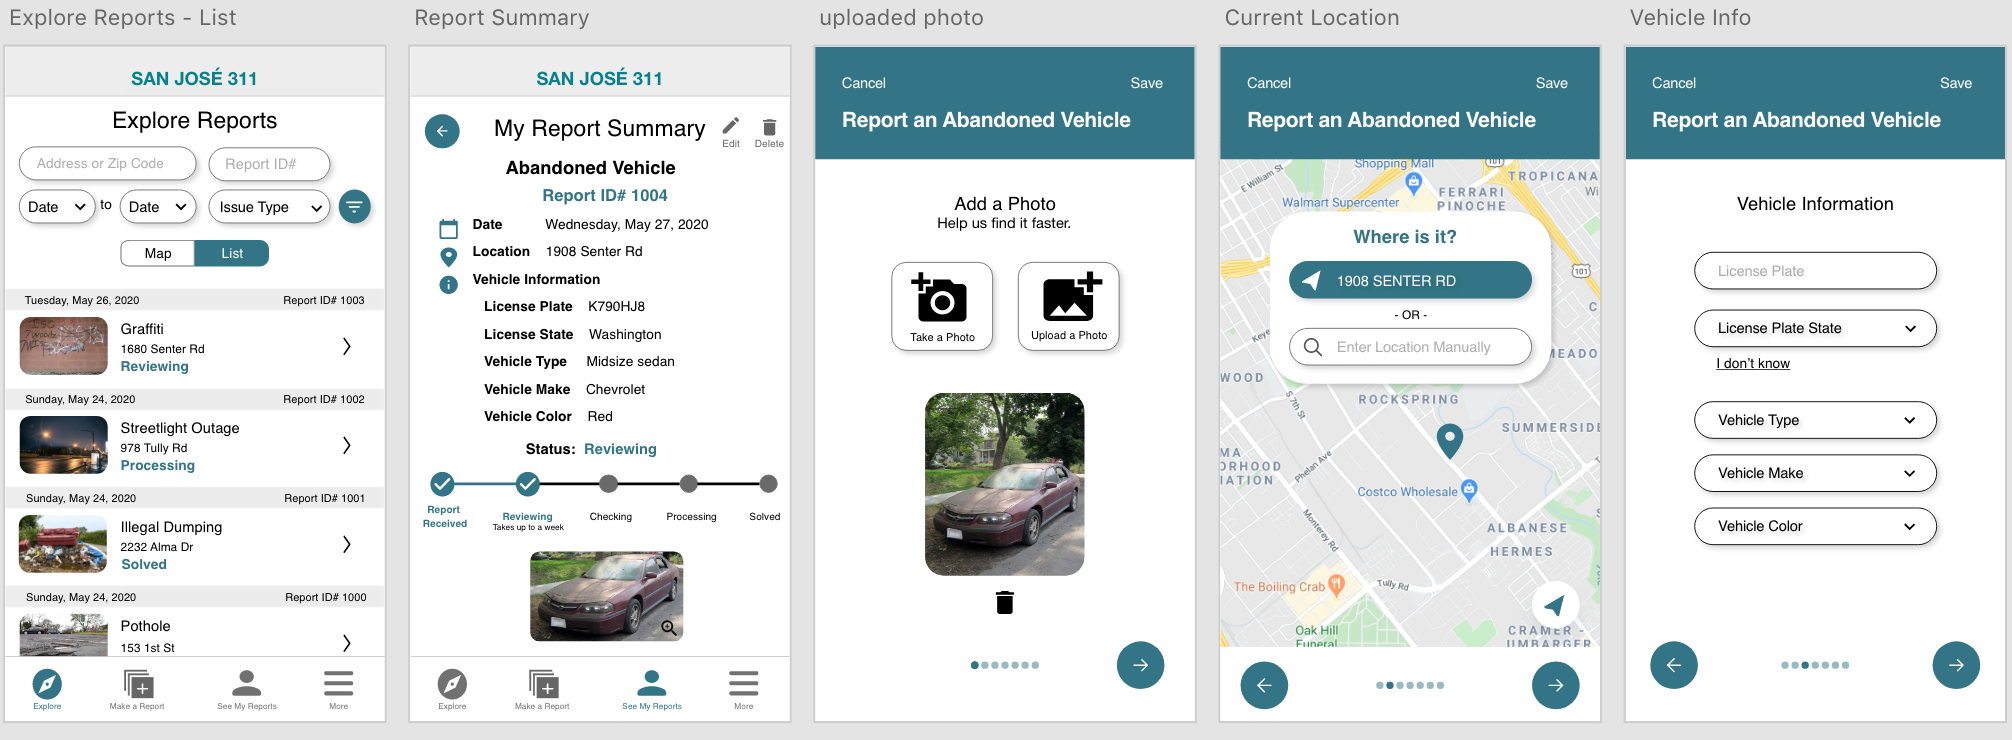 Explore Reports - List
SAN JOSÉ 311
Explore Reports
Address or Zip Code
Report ID#
Date
to
Date
Issue Type
Map
List
Tuesday, May 26, 2020
Report ID# 1003
Graffiti
1680 Senter Rd
Reviewing
Sunday, May 24, 2020
Report ID# 1002
Streetlight Outage
978 Tully Rd
Processing
Sunday, May 24, 2020
Report ID# 1001
Illegal Dumping
2232 Alma Dr
Solved
Sunday, May 24, 2020
Report ID# 1000
Pothole
153 1st St
Explore
Make a Report
See My Reports
More
Report Summary
SAN JOSÉ 311
My Report Summary
Edit
Delete
Abandoned Vehicle
Report ID# 1004
Date
Wednesday, May 27, 2020
Location
1908 Senter Rd
Vehicle Information
License Plate
K790HJ8
License State
Washington
Vehicle Type
Midsize sedan
Vehicle Make
Chevrolet
Vehicle Color
Red
Status: Reviewing
Report
Received
Reviewing
Takes up to a week
Checking
Processing
Solved
Explore
Make a Report
See My Reports
More
uploaded photo
Cancel
Save
Report an Abandoned Vehicle
Add a Photo
Help us find it faster.
Take a Photo
Upload a Photo
Current Location
Cancel
Save
Report an Abandoned Vehicle
Shopping Mall
101
TROPICANA
E William St
Walmart Supercenter
FERRARI
PINOCHE
Wi
Where is it?
1908 SENTER RD
- OR -
Enter Location Manually
101
Keye
MEADO
WOOD
S 7th St
ROCKSPRING
SUMMERSID
MA
ORHOOD
IATION
Phelan Ave
Costco Wholesale
Monterey Rd
ALBANESE
HERMES
The Boiling Crab
Tully Rd
Oak Hill
Funeral
CRAMER -
UMBARGER
Vehicle Info
Cancel
Save
Report an Abandoned Vehicle
Vehicle Information
License Plate
License Plate State
I don't know
Vehicle Type
Vehicle Make
Vehicle Color